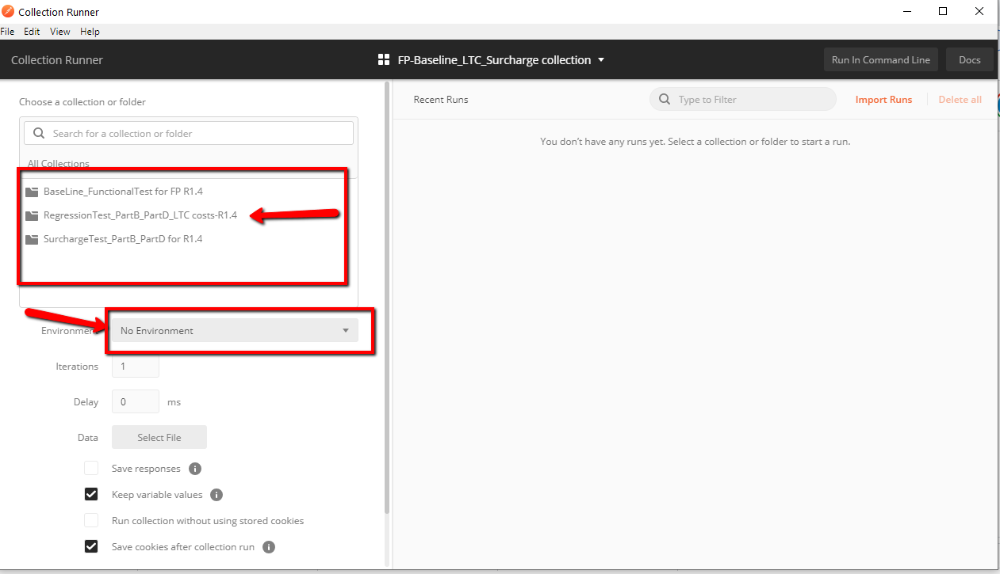 Collection Runner
File Edit View Help
Collection Runner FP-Baseline_LTC_Surcharge collection Run In Command Line Docs
Choose a collection or folder
Search for a collection or folder
All Collections
BaseLine_FunctionalTest for FP R1.4
RegressionTest_PartB_PartD_LTC costs-R1.4
SurchargeTest_PartB_PartD for R1.4
Environment No Environment
Iterations 1
Delay 0 ms
Data Select File
Save responses
Keep variable values
Run collection without using stored cookies
Save cookies after collection run
Recent Runs Type to Filter Import Runs Delete all
You don't have any runs yet. Select a collection or folder to start a run.